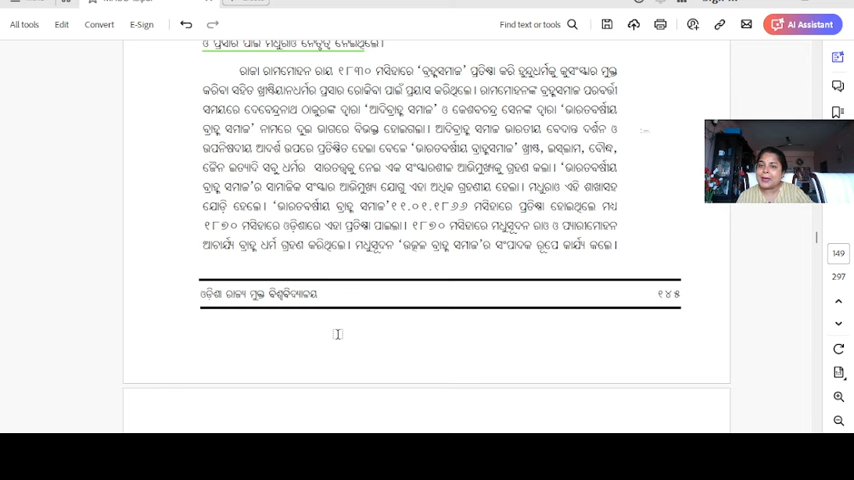 All tools Edit Convert E-Sign Find text or tools AI Assistant
ଓ ପ୍ରସାର ପାଇଁ ମଧୁରାଓ ନେତୃତ୍ୱ ନେଇଥିଲେ।
ରାଜା ରାମମୋହନ ରାୟ ୧୮୩୦ ମସିହାରେ ‘ବ୍ରାହ୍ମସମାଜ’ ପ୍ରତିଷ୍ଠା କରି ହିନ୍ଦୁଧର୍ମକୁ କୁସଂସ୍କାର ମୁକ୍ତ
କରିବା ସହିତ ଖ୍ରୀଷ୍ଟିୟାନଧର୍ମର ପ୍ରସାର ରୋକିବା ପାଇଁ ପ୍ରୟାସ କରିଥିଲେ। ରାମମୋହନଙ୍କ ବ୍ରାହ୍ମସମାଜ ପରବର୍ତ୍ତୀ
ସମୟରେ ଦେବେନ୍ଦ୍ରନାଥ ଠାକୁରଙ୍କ ଦ୍ୱାରା ‘ଆଦିବ୍ରାହ୍ମ ସମାଜ’ ଓ କେଶବଚନ୍ଦ୍ର ସେନଙ୍କ ଦ୍ୱାରା ‘ଭାରତବର୍ଷୀୟ
ବ୍ରାହ୍ମ ସମାଜ’ ନାମରେ ଦୁଇ ଭାଗରେ ବିଭକ୍ତ ହୋଇଗଲା। ଆଦିବ୍ରାହ୍ମ ସମାଜ ଭାରତୀୟ ବେଦାନ୍ତ ଦର୍ଶନ ଓ
ଉପନିଷଦୀୟ ଆଦର୍ଶ ଉପରେ ପ୍ରତିଷ୍ଠିତ ହେଲା ବେଳେ ‘ଭାରତବର୍ଷୀୟ ବ୍ରାହ୍ମସମାଜ’ ଖ୍ରୀଷ୍ଟ, ଇସଲାମ, ବୌଦ୍ଧ,
ଜୈନ ଇତ୍ୟାଦି ସବୁ ଧର୍ମର ସାରତତ୍ତ୍ୱକୁ ନେଇ ଏକ ସଂସ୍କାରଶୀଳ ଆଭିମୁଖ୍ୟକୁ ଗ୍ରହଣ କଲା। ‘ଭାରତବର୍ଷୀୟ
ବ୍ରାହ୍ମ ସମାଜ’ର ସାମାଜିକ ସଂସ୍କାର ଆଭିମୁଖ୍ୟ ଯୋଗୁ ଏହା ଅଧିକ ଗ୍ରହଣୀୟ ହେଲା। ମଧୁରାଓ ଏହି ଶାଖାସହ
ଯୋଡ଼ି ହେଲେ। ‘ଭାରତବର୍ଷୀୟ ବ୍ରାହ୍ମ ସମାଜ’ ୧୧.୦୧.୧୮୬୬ ମସିହାରେ ପ୍ରତିଷ୍ଠା ହୋଇଥିଲେ ମଧ୍ୟ
୧୮୭୦ ମସିହାରେ ଓଡ଼ିଶାରେ ଏହା ପ୍ରତିଷ୍ଠା ପାଇଲା। ୧୮୭୦ ମସିହାରେ ମଧୁସୂଦନ ରାଓ ଓ ପ୍ୟାରୀମୋହନ
ଆଚାର୍ଯ୍ୟ ବ୍ରାହ୍ମ ଧର୍ମ ଗ୍ରହଣ କରିଥିଲେ। ମଧୁସୂଦନ ‘ଉତ୍କଳ ବ୍ରାହ୍ମ ସମାଜ’ର ସଂପାଦକ ରୂପେ କାର୍ଯ୍ୟ କଲେ।
ଓଡ଼ିଶା ରାଜ୍ୟ ମୁକ୍ତ ବିଶ୍ୱବିଦ୍ୟାଳୟ ୧୪୫
149
297